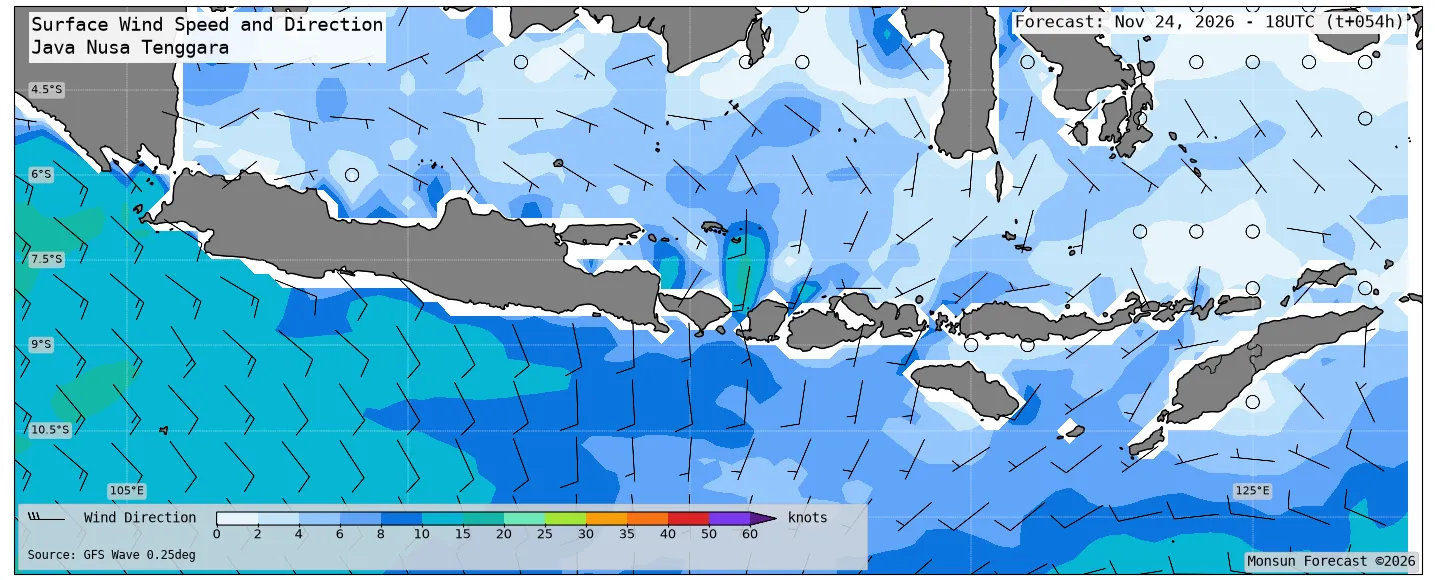 Surface Wind Speed and Direction
Java Nusa Tenggara
Forecast: Nov 24, 2026 - 18UTC (t+054h)
4.5°S
6°S
7.5°S
9°S
10.5°S
105°E
125°E
Wind Direction
0 2 4 6 8 10 15 20 25 30 35 40 50 60
knots
Source: GFS Wave 0.25deg
Monsun Forecast ©2026